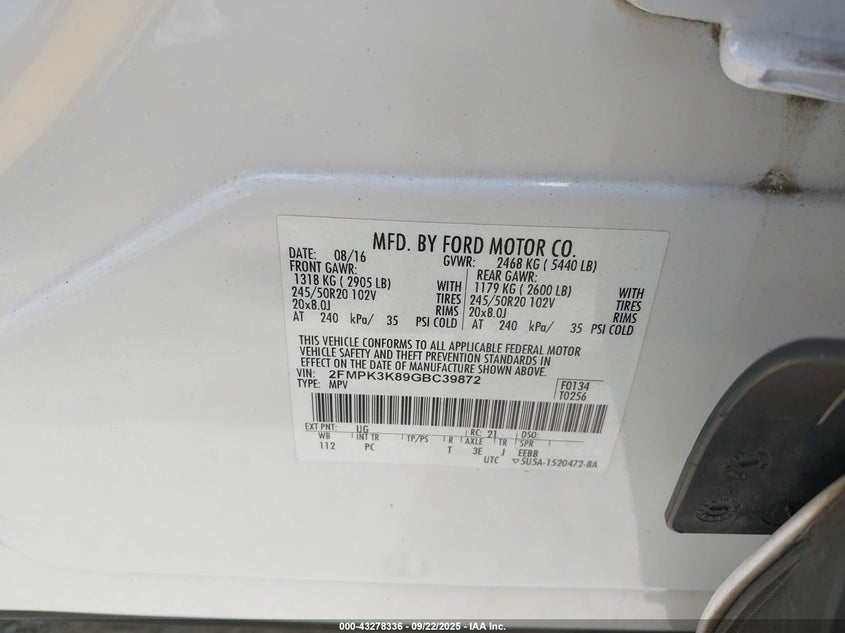 MFD. BY FORD MOTOR CO.
DATE: 08/16 GVWR: 2468 KG ( 5440 LB)
FRONT GAWR: REAR GAWR:
1318 KG ( 2905 LB) WITH 1179 KG ( 2600 LB) WITH
245/50R20 102V TIRES 245/50R20 102V TIRES
20x8.0J RIMS 20x8.0J RIMS
AT 240 kPa/ 35 PSI COLD AT 240 kPa/ 35 PSI COLD
THIS VEHICLE CONFORMS TO ALL APPLICABLE FEDERAL MOTOR
VEHICLE SAFETY AND THEFT PREVENTION STANDARDS IN
EFFECT ON THE DATE OF MANUFACTURE SHOWN ABOVE.
VIN: 2FMPK3K89GBC39872 F0134
TYPE: MPV T0256
EXT PNT: UG RC: 21 DSO:
WB INT TR TP/PS R AXLE TR
112 PC T 3E J EEBB
UTC ▽5U5A-1520472-BA
000-43278336 - 09/22/2025 - IAA Inc.